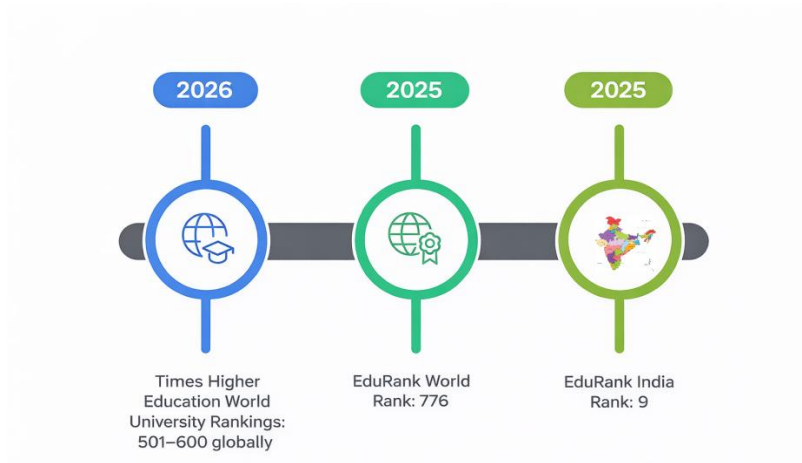 2026
2025
2025
Times Higher
Education World
University Rankings:
501–600 globally
EduRank World
Rank: 776
EduRank India
Rank: 9